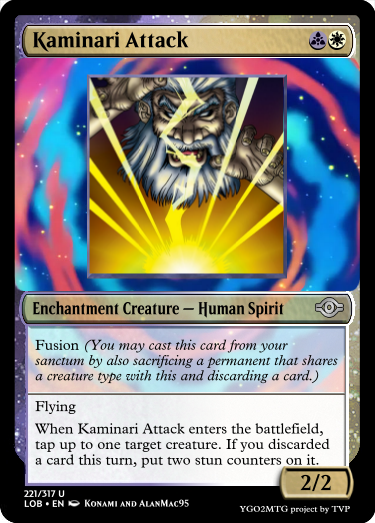 Kaminari Attack
Enchantment Creature — Human Spirit
Fusion (You may cast this card from your
sanctum by also sacrificing a permanent that shares
a creature type with this and discarding a card.)
Flying
When Kaminari Attack enters the battlefield,
tap up to one target creature. If you discarded
a card this turn, put two stun counters on it.
2/2
221/317 U
LOB • EN Konami and AlanMac95
YGO2MTG project by TVP